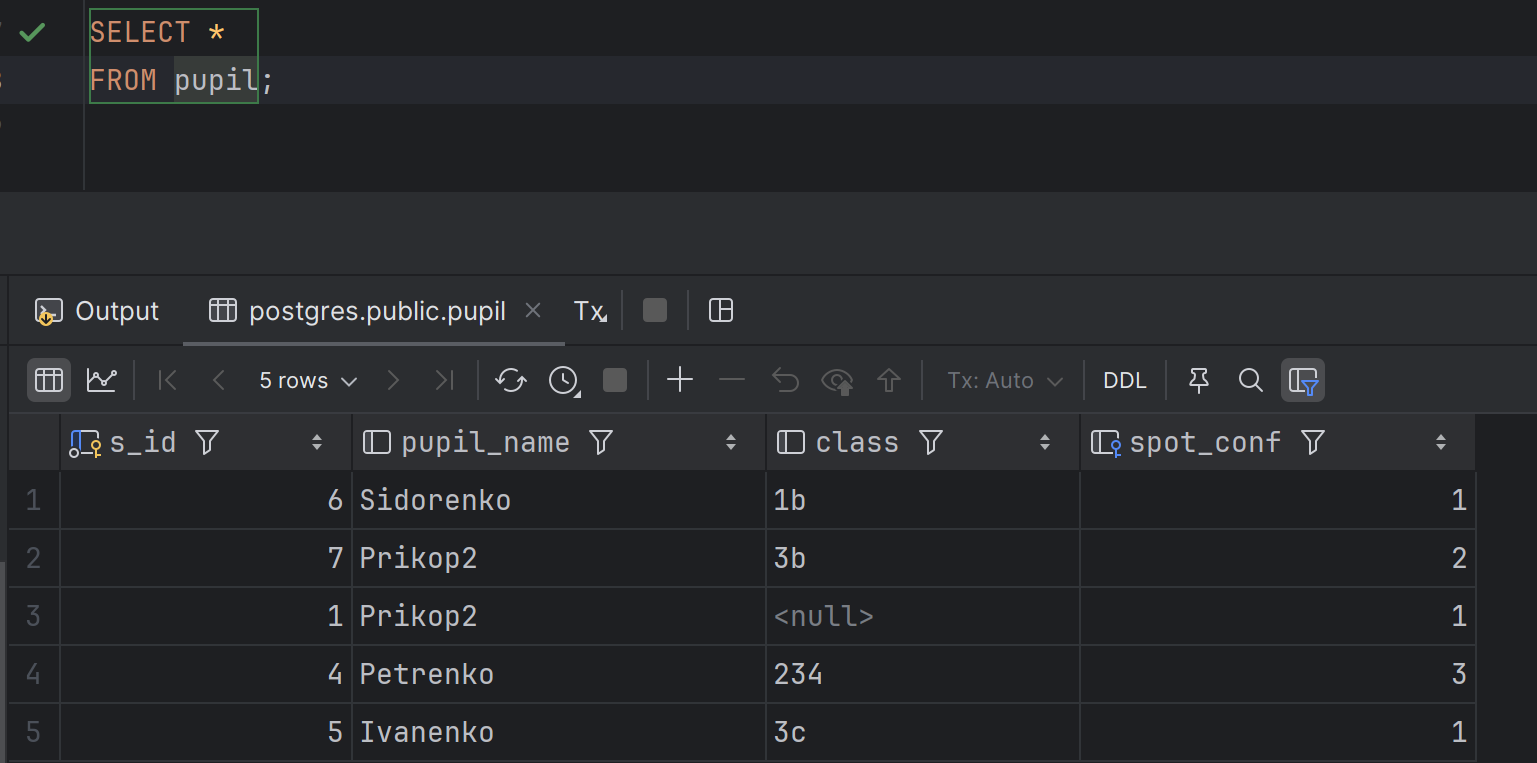 SELECT *
FROM pupil;
Output postgres.public.pupil Tx
5 rows Tx: Auto DDL
s_id pupil_name class spot_conf
1 6 Sidorenko 1b 1
2 7 Prikop2 3b 2
3 1 Prikop2 <null> 1
4 4 Petrenko 234 3
5 5 Ivanenko 3c 1